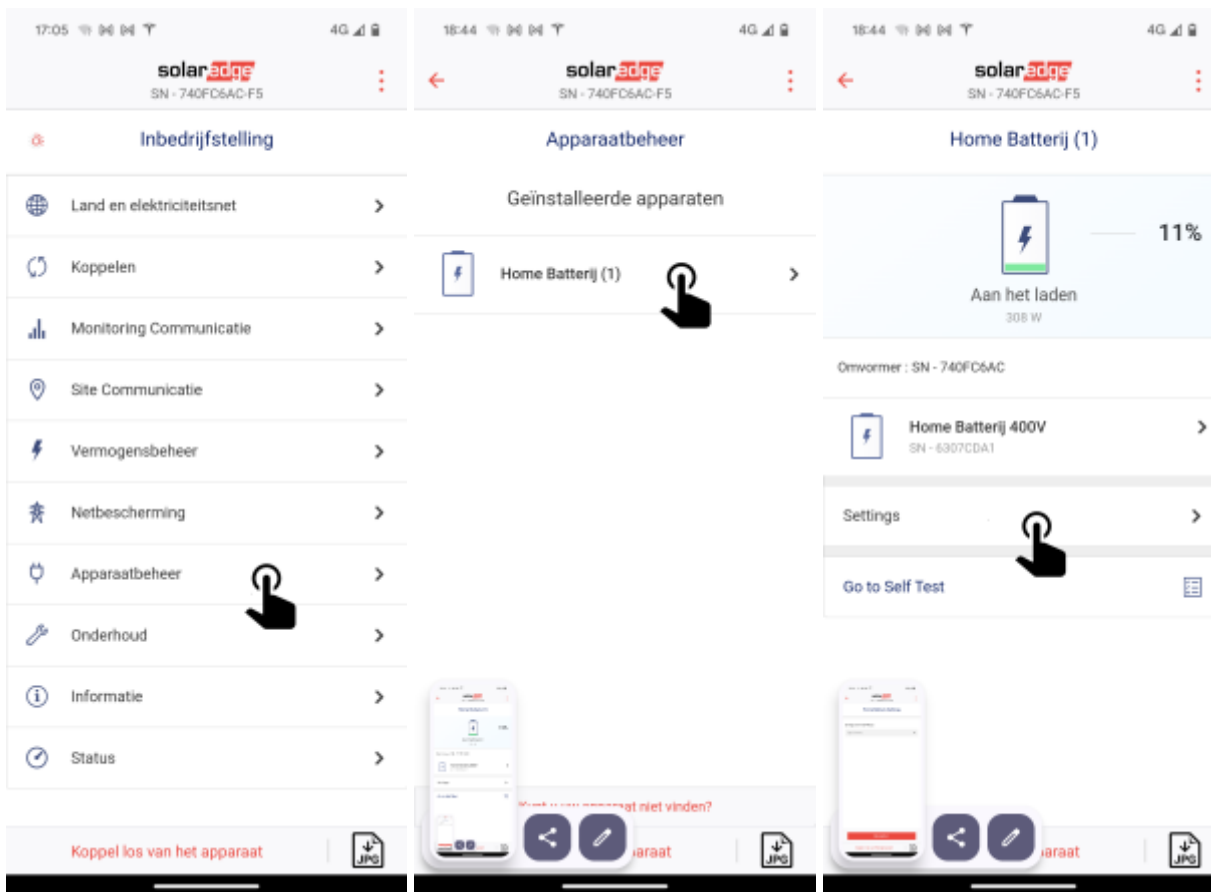 17:05
4G
solaredge
SN - 740FC6AC-F5
Inbedrijfstelling
Land en elektriciteitsnet
Koppelen
Monitoring Communicatie
Site Communicatie
Vermogensbeheer
Netbescherming
Apparaatbeheer
Onderhoud
Informatie
Status
Koppel los van het apparaat
JPG
18:44
4G
solaredge
SN - 740FC6AC-F5
Apparaatbeheer
Geïnstalleerde apparaten
Home Batterij (1)
niet vinden?
JPG
18:44
4G
solaredge
SN - 740FC6AC-F5
Home Batterij (1)
11%
Aan het laden
308 W
Omvormer : SN - 740FC6AC
Home Batterij 400V
SN - 6307CDA1
Settings
Go to Self Test
JPG